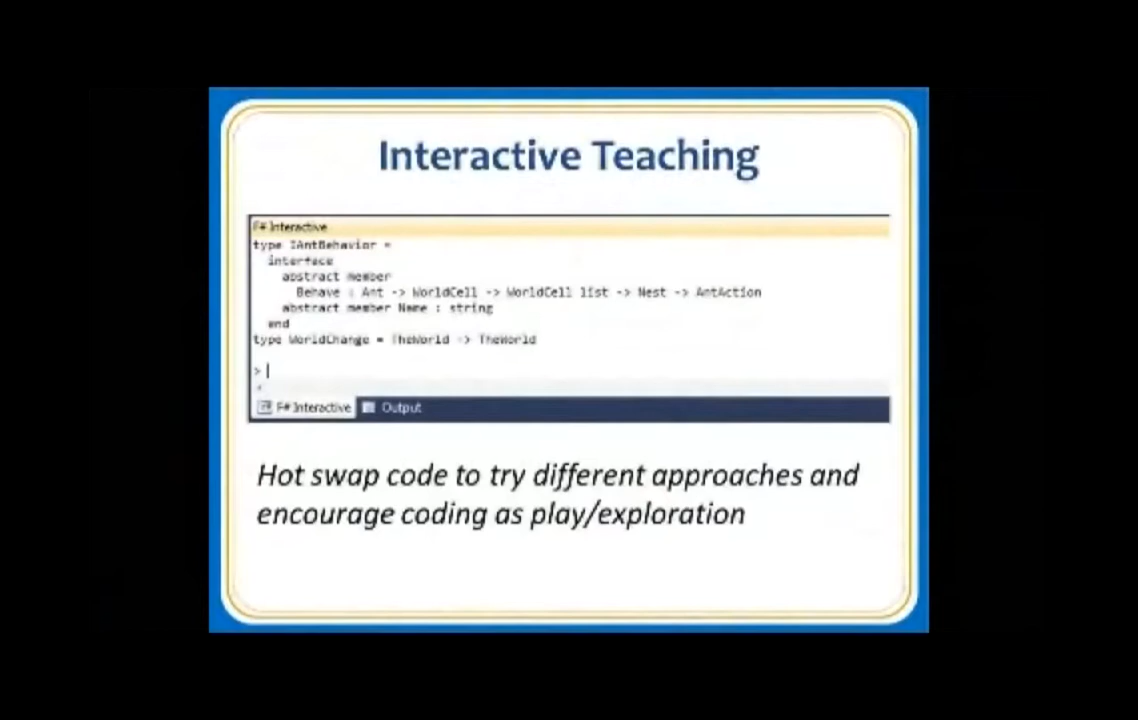 Interactive Teaching
F# Interactive
type IAntBehavior =
interface
abstract member
Behave : Ant -> WorldCell -> WorldCell list -> Nest -> AntAction
abstract member Name : string
end
type WorldChange = TheWorld -> TheWorld
>
F# Interactive Output
Hot swap code to try different approaches and
encourage coding as play/exploration